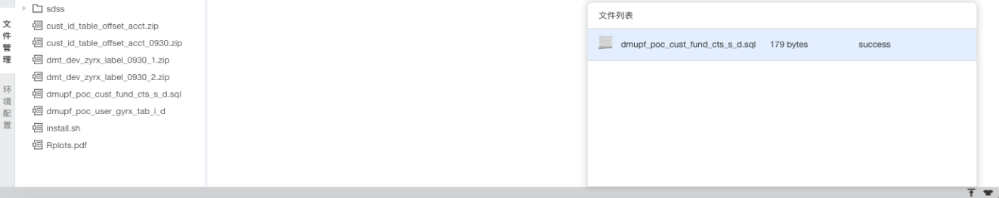 文件管理
环境配置
sdss
cust_id_table_offset_acct.zip
cust_id_table_offset_acct_0930.zip
dmt_dev_zyrx_label_0930_1.zip
dmt_dev_zyrx_label_0930_2.zip
dmupf_poc_cust_fund_cts_s_d.sql
dmupf_poc_user_gyrx_tab_i_d
install.sh
Rplots.pdf
文件列表
dmupf_poc_cust_fund_cts_s_d.sql 179 bytes success